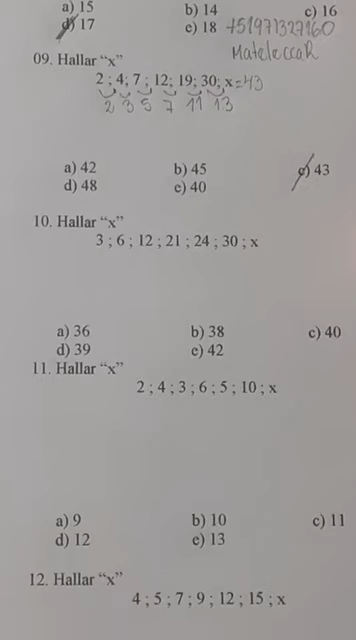 a) 15 b) 14 c) 16
d) 17 e) 18 +51971327160
MateleccaR
09. Hallar “x”
2 ; 4; 7 ; 12; 19; 30; x=43
2 3 5 7 11 13
a) 42 b) 45 c) 43
d) 48 e) 40
10. Hallar “x”
3 ; 6 ; 12 ; 21 ; 24 ; 30 ; x
a) 36 b) 38 c) 40
d) 39 e) 42
11. Hallar “x”
2 ; 4 ; 3 ; 6 ; 5 ; 10 ; x
a) 9 b) 10 c) 11
d) 12 e) 13
12. Hallar “x”
4 ; 5 ; 7 ; 9 ; 12 ; 15 ; x